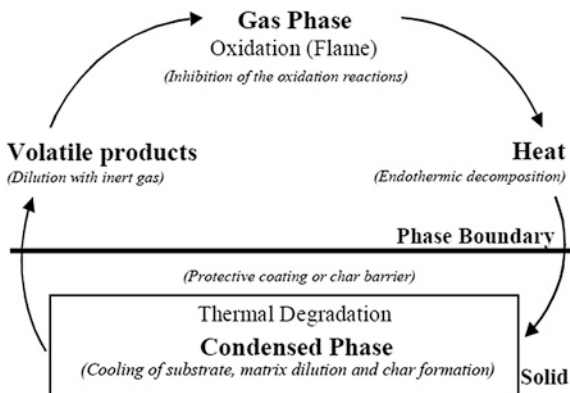 Gas Phase
Oxidation (Flame)
(Inhibition of the oxidation reactions)
Volatile products
(Dilution with inert gas)
Heat
(Endothermic decomposition)
Phase Boundary
(Protective coating or char barrier)
Thermal Degradation
Condensed Phase
(Cooling of substrate, matrix dilution and char formation)
Solid